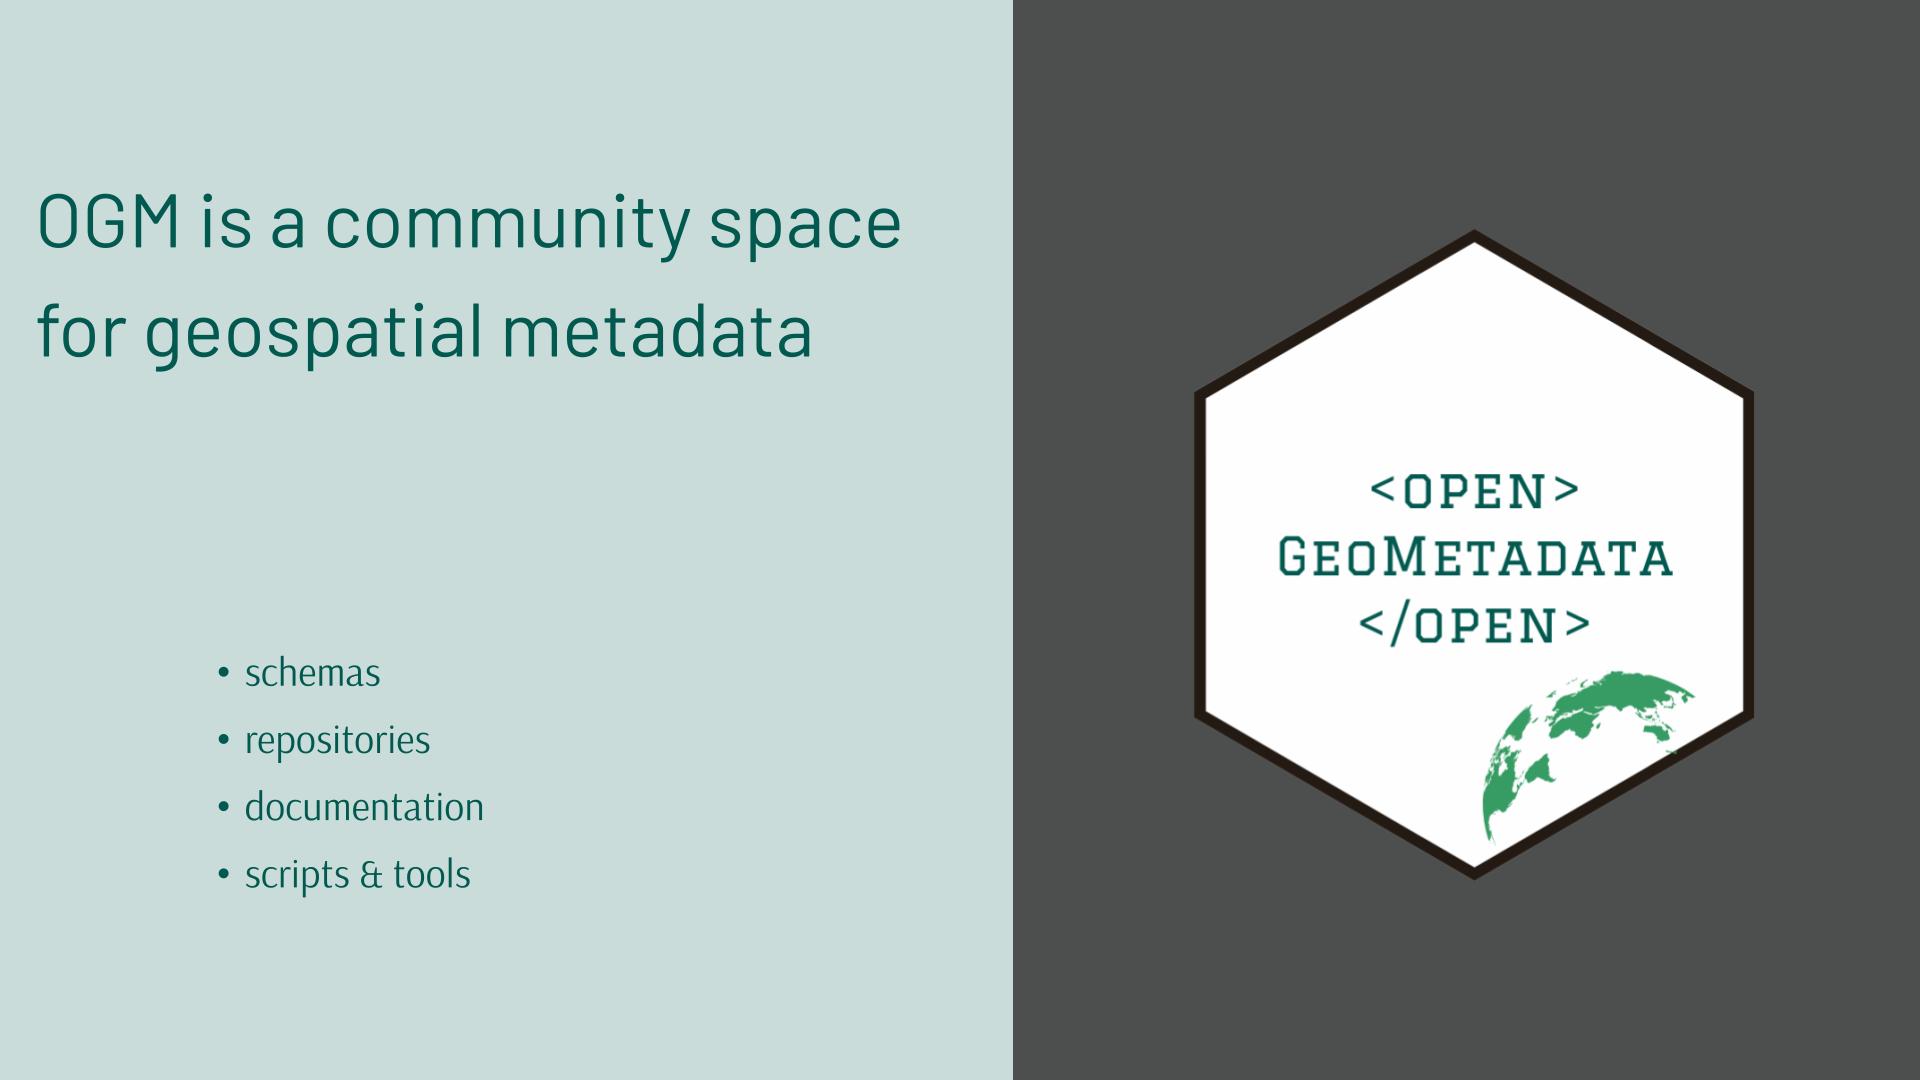 OGM is a community space
for geospatial metadata
• schemas
• repositories
• documentation
• scripts & tools
<OPEN>
GEOMETADATA
</OPEN>